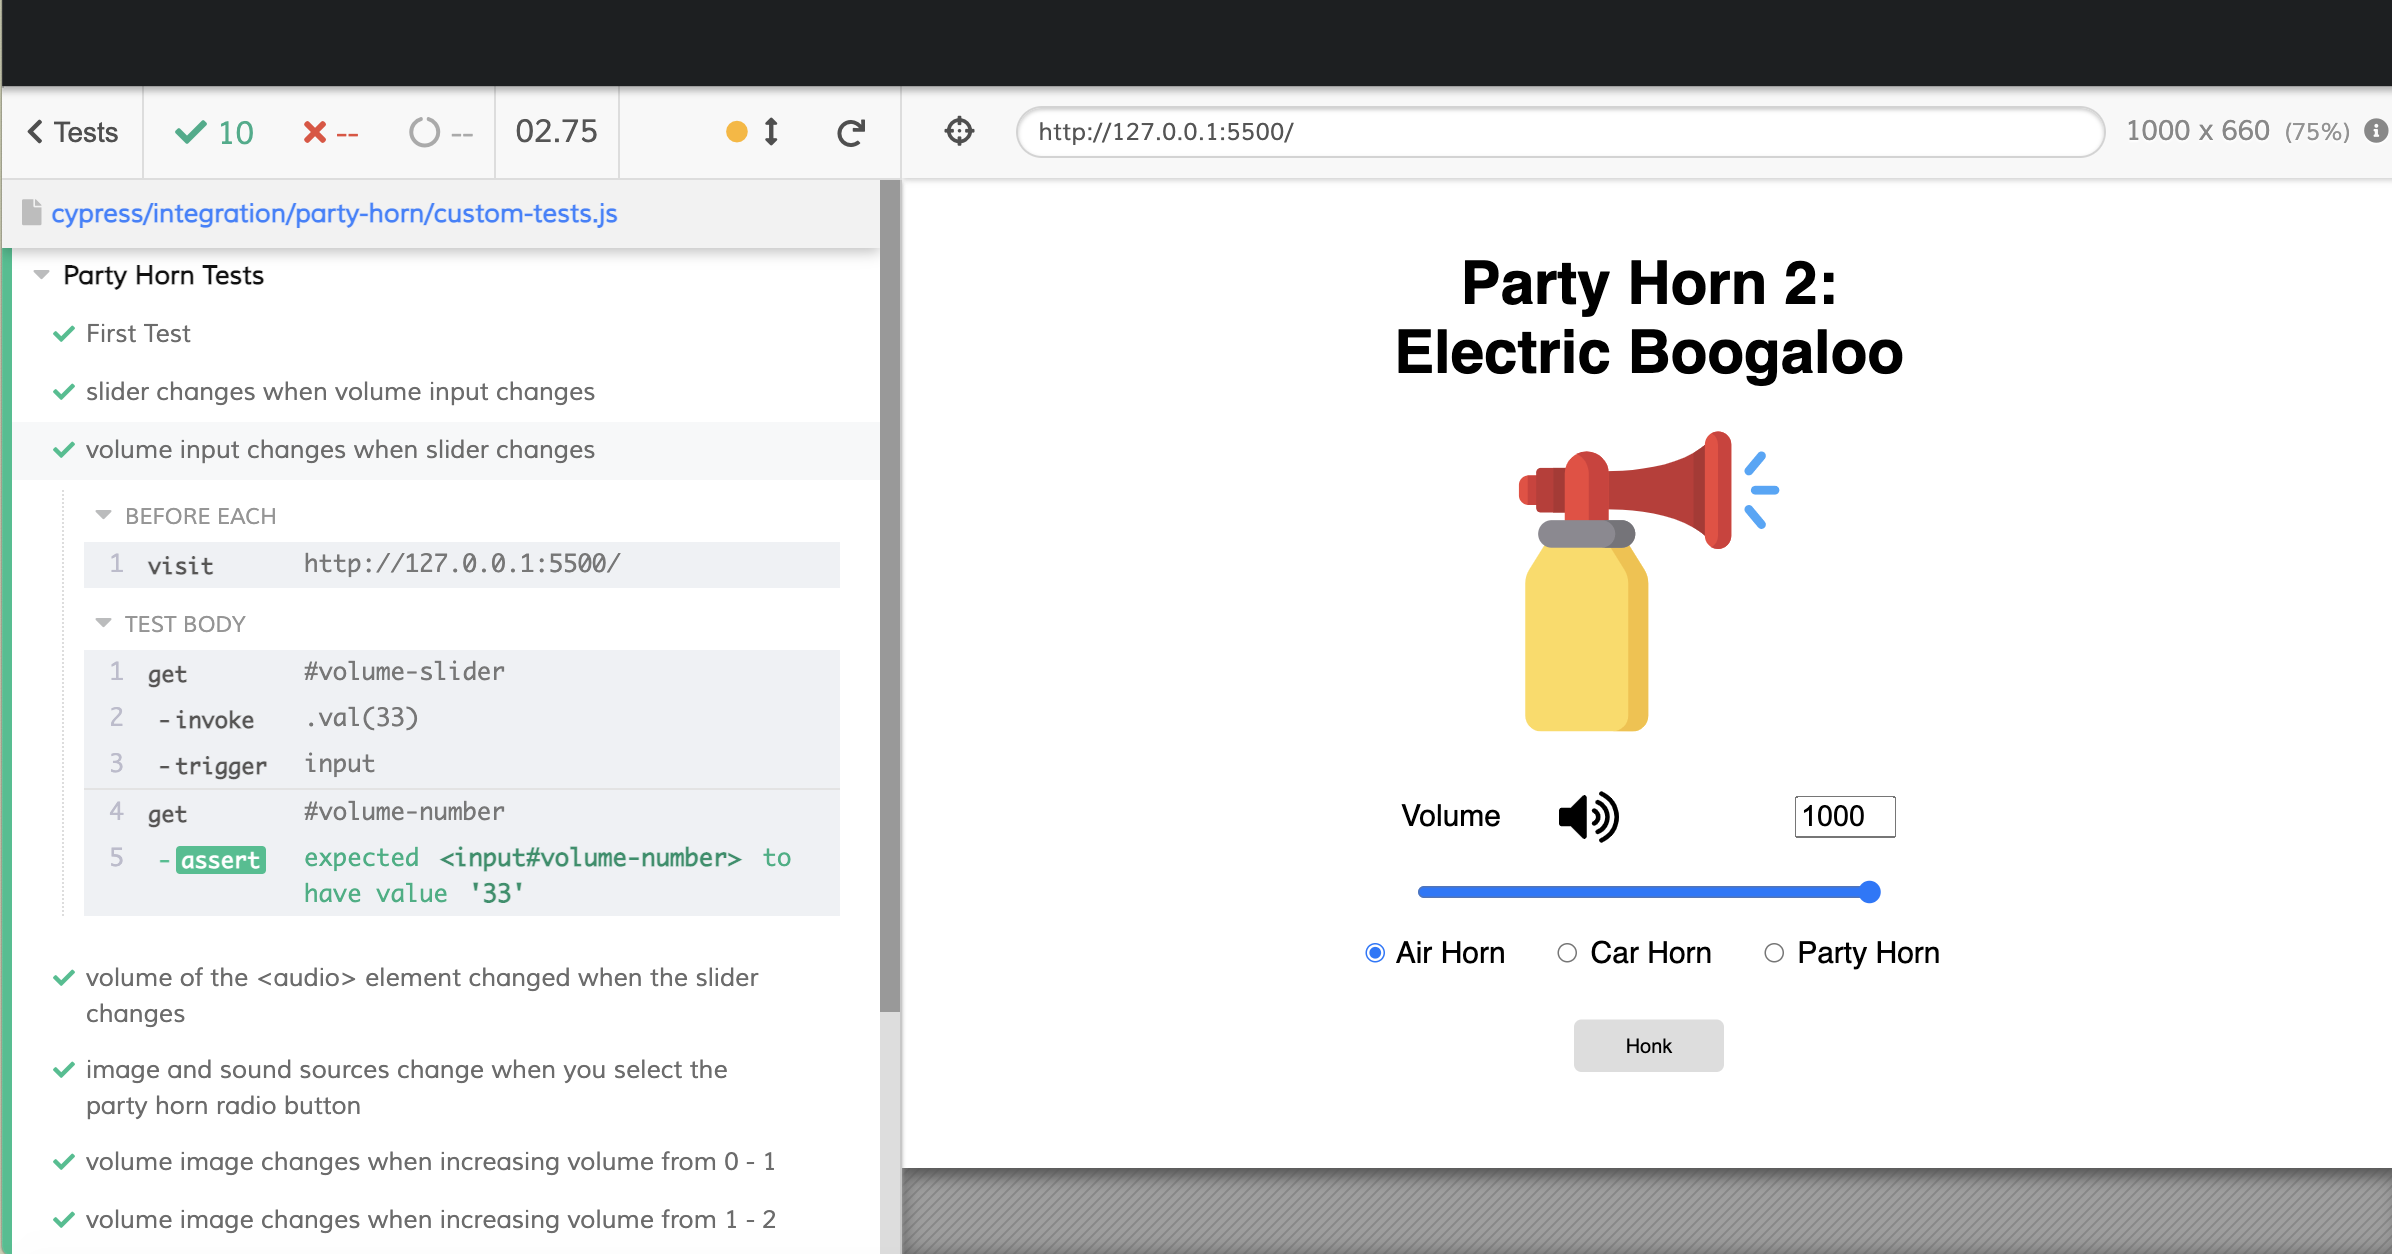 Tests
10
--
--
02.75
http://127.0.0.1:5500/
1000 x 660 (75%)
cypress/integration/party-horn/custom-tests.js
Party Horn Tests
First Test
slider changes when volume input changes
volume input changes when slider changes
BEFORE EACH
1 visit http://127.0.0.1:5500/
TEST BODY
1 get #volume-slider
2 -invoke .val(33)
3 -trigger input
4 get #volume-number
5 -assert expected <input#volume-number> to
have value '33'
volume of the <audio> element changed when the slider
changes
image and sound sources change when you select the
party horn radio button
volume image changes when increasing volume from 0 - 1
volume image changes when increasing volume from 1 - 2
Party Horn 2:
Electric Boogaloo
Volume 1000
Air Horn Car Horn Party Horn
Honk